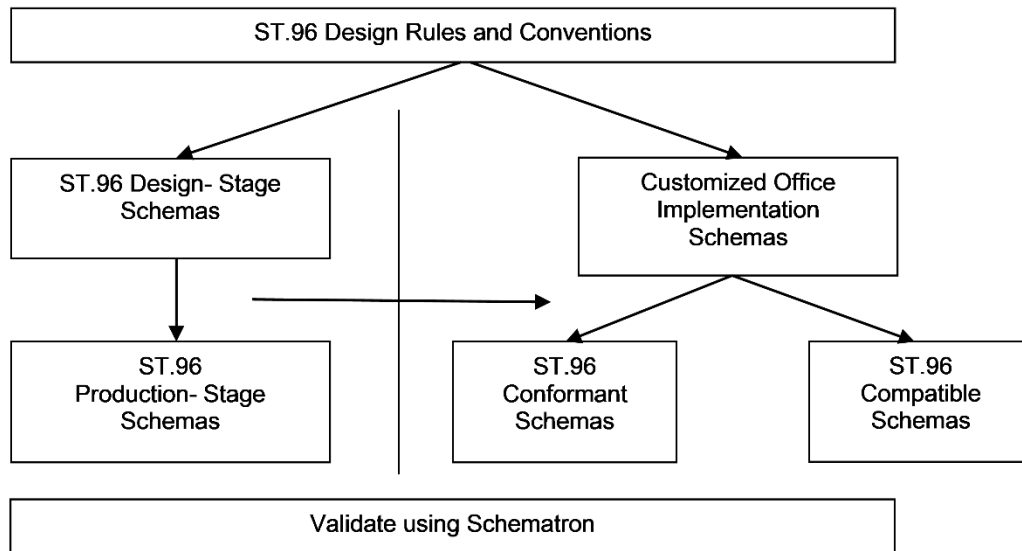 ST.96 Design Rules and Conventions
ST.96 Design- Stage
Schemas
Customized Office
Implementation
Schemas
ST.96
Production- Stage
Schemas
ST.96
Conformant
Schemas
ST.96
Compatible
Schemas
Validate using Schematron